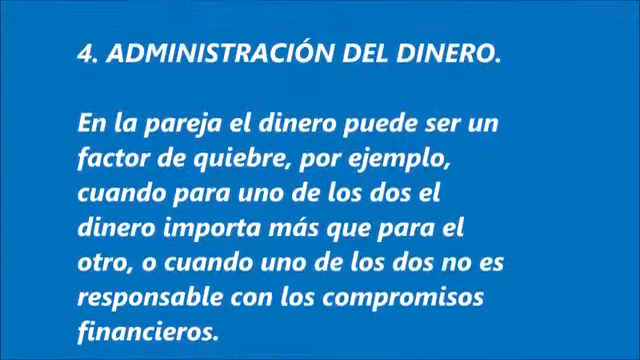 4. ADMINISTRACIÓN DEL DINERO.
En la pareja el dinero puede ser un
factor de quiebre, por ejemplo,
cuando para uno de los dos el
dinero importa más que para el
otro, o cuando uno de los dos no es
responsable con los compromisos
financieros.